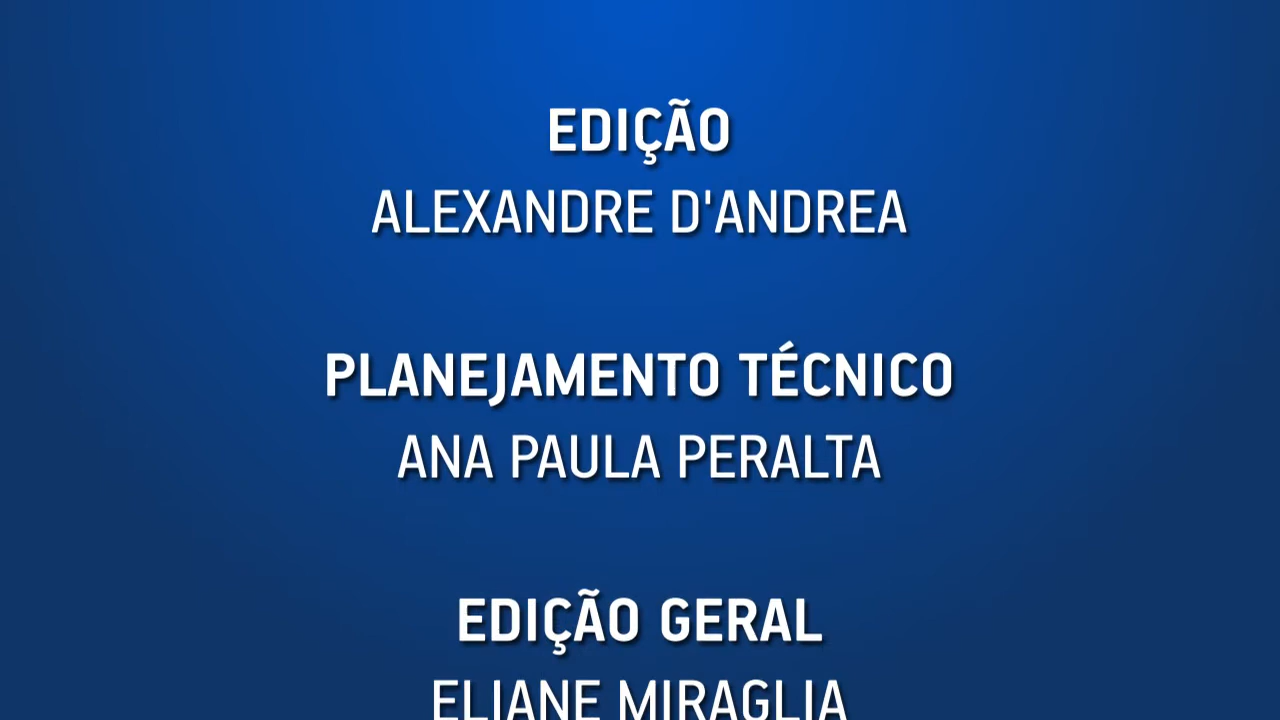 EDIÇÃO
ALEXANDRE D'ANDREA
PLANEJAMENTO TÉCNICO
ANA PAULA PERALTA
EDIÇÃO GERAL
ELIANE MIRAGLIA